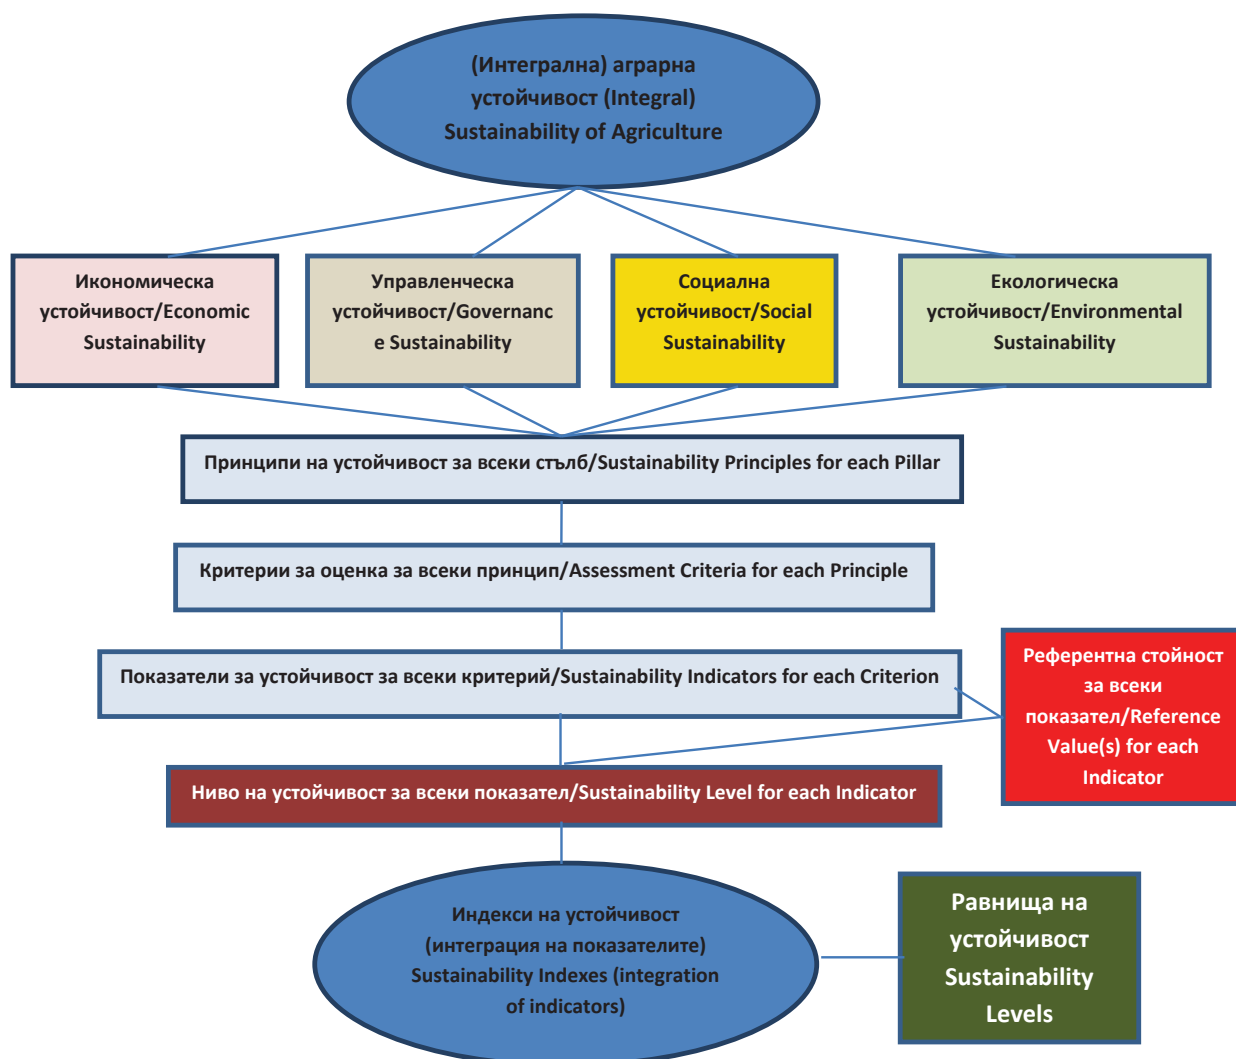 (Интегрална) аграрна
устойчивост (Integral)
Sustainability of Agriculture
Икономическа
устойчивост/Economic
Sustainability
Управленческа
устойчивост/Governanc
e Sustainability
Социална
устойчивост/Social
Sustainability
Екологическа
устойчивост/Environmental
Sustainability
Принципи на устойчивост за всеки стълб/Sustainability Principles for each Pillar
Критерии за оценка за всеки принцип/Assessment Criteria for each Principle
Показатели за устойчивост за всеки критерий/Sustainability Indicators for each Criterion
Референтна стойност
за всеки
показател/Reference
Value(s) for each
Indicator
Ниво на устойчивост за всеки показател/Sustainability Level for each Indicator
Индекси на устойчивост
(интеграция на показателите)
Sustainability Indexes (integration
of indicators)
Равнища на
устойчивост
Sustainability
Levels